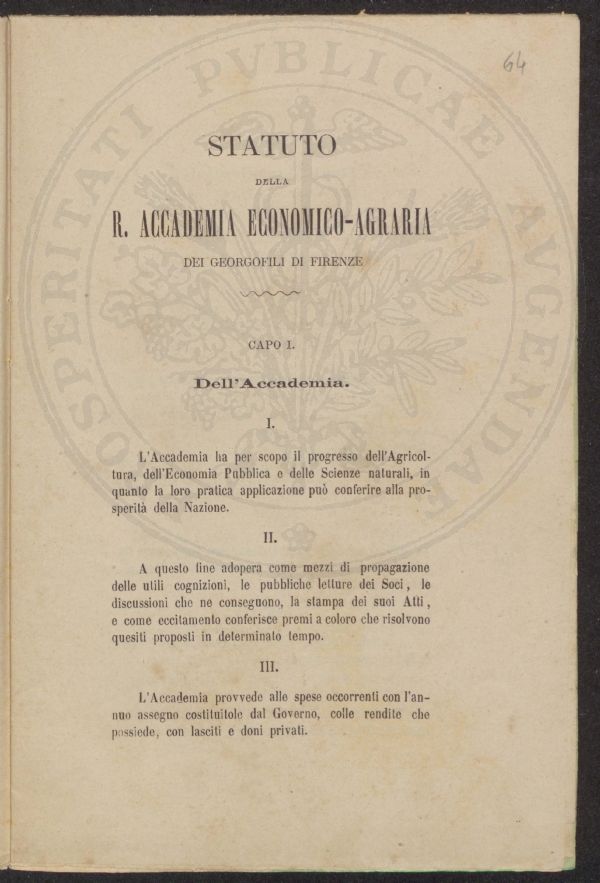 64
STATUTO
DELLA
R. ACCADEMIA ECONOMICO-AGRARIA
DEI GEORGOFILI DI FIRENZE
CAPO I.
Dell'Accademia.
I.
L'Accademia ha per scopo il progresso dell'Agricol-
tura, dell'Economia Pubblica e delle Scienze naturali, in
quanto la loro pratica applicazione può conferire alla pro-
sperità della Nazione.
II.
A questo fine adopera come mezzi di propagazione
delle utili cognizioni, le pubbliche letture dei Soci, le
discussioni che ne conseguono, la stampa dei suoi Atti,
e come eccitamento conferisce premi a coloro che risolvono
quesiti proposti in determinato tempo.
III.
L'Accademia provvede alle spese occorrenti con l'an-
nuo assegno costituitole dal Governo, colle rendite che
possiede, con lasciti e doni privati.
PROSPERITATI PVBLICAE AVGENDAE